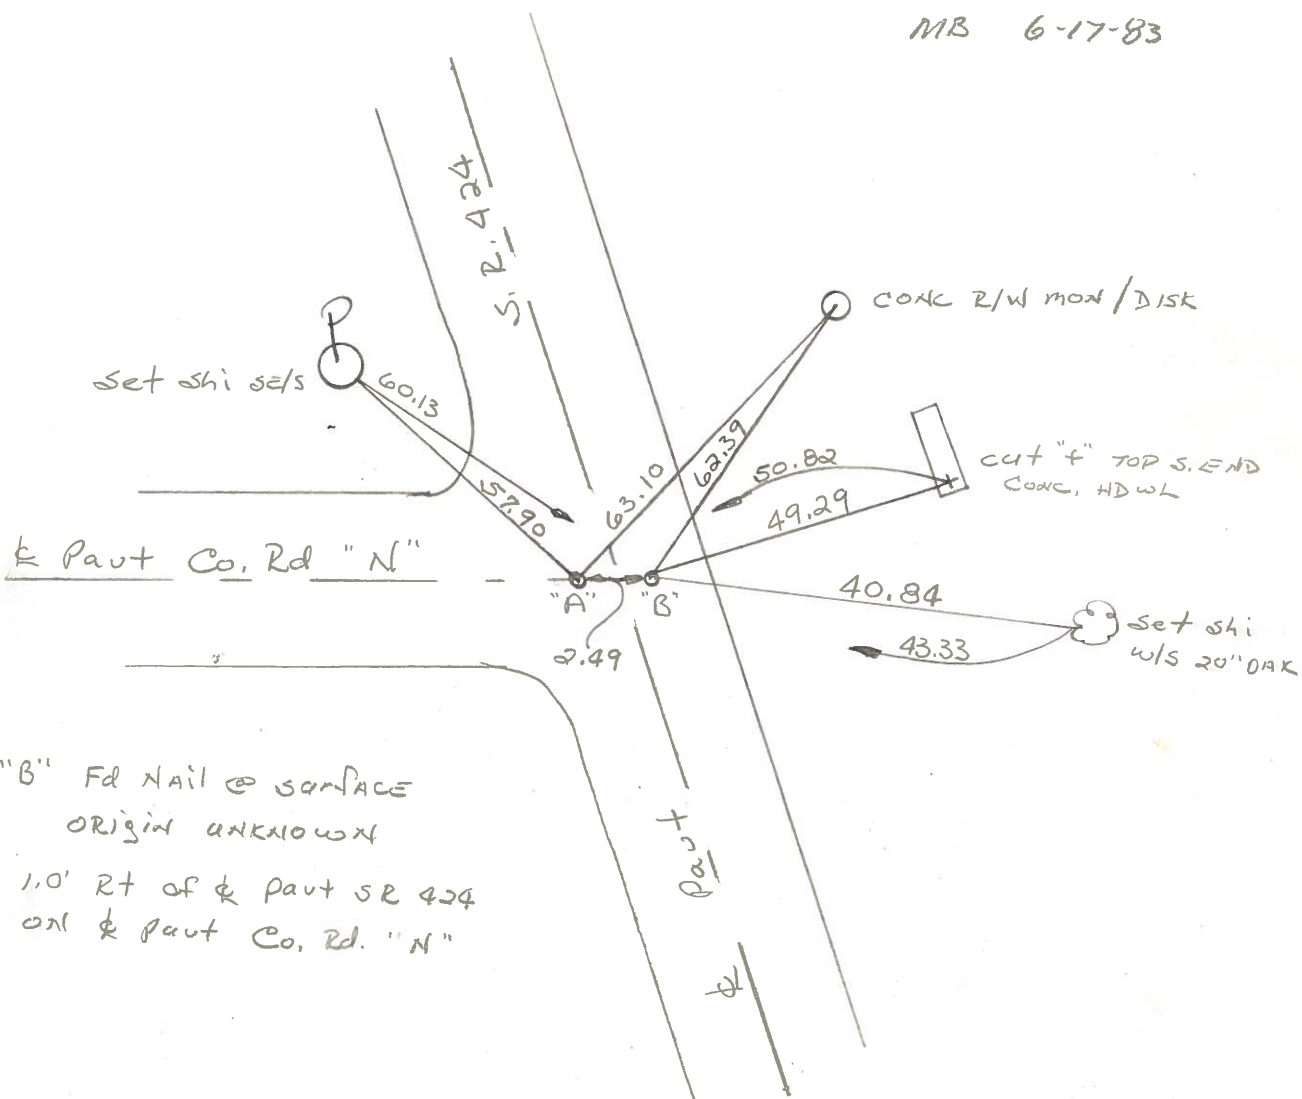 MB 6-17-83
S. R. 424
P
CONC R/W MON/DISK
Set Shi SE/S
60.13
57.90
63.10
62.39
50.82
49.29
Cut "+" TOP S. END
CONC. HDWL
℄ Pavt Co. Rd "N"
"A"
"B"
2.49
40.84
43.33
Set Shi
W/S 20" OAK
"B" Fd NAil @ SurfACE
ORigiN UNKNOWN
1.0' Rt of ℄ Pavt SR 424
ON ℄ Pavt Co. Rd. "N"
Pavt
℄